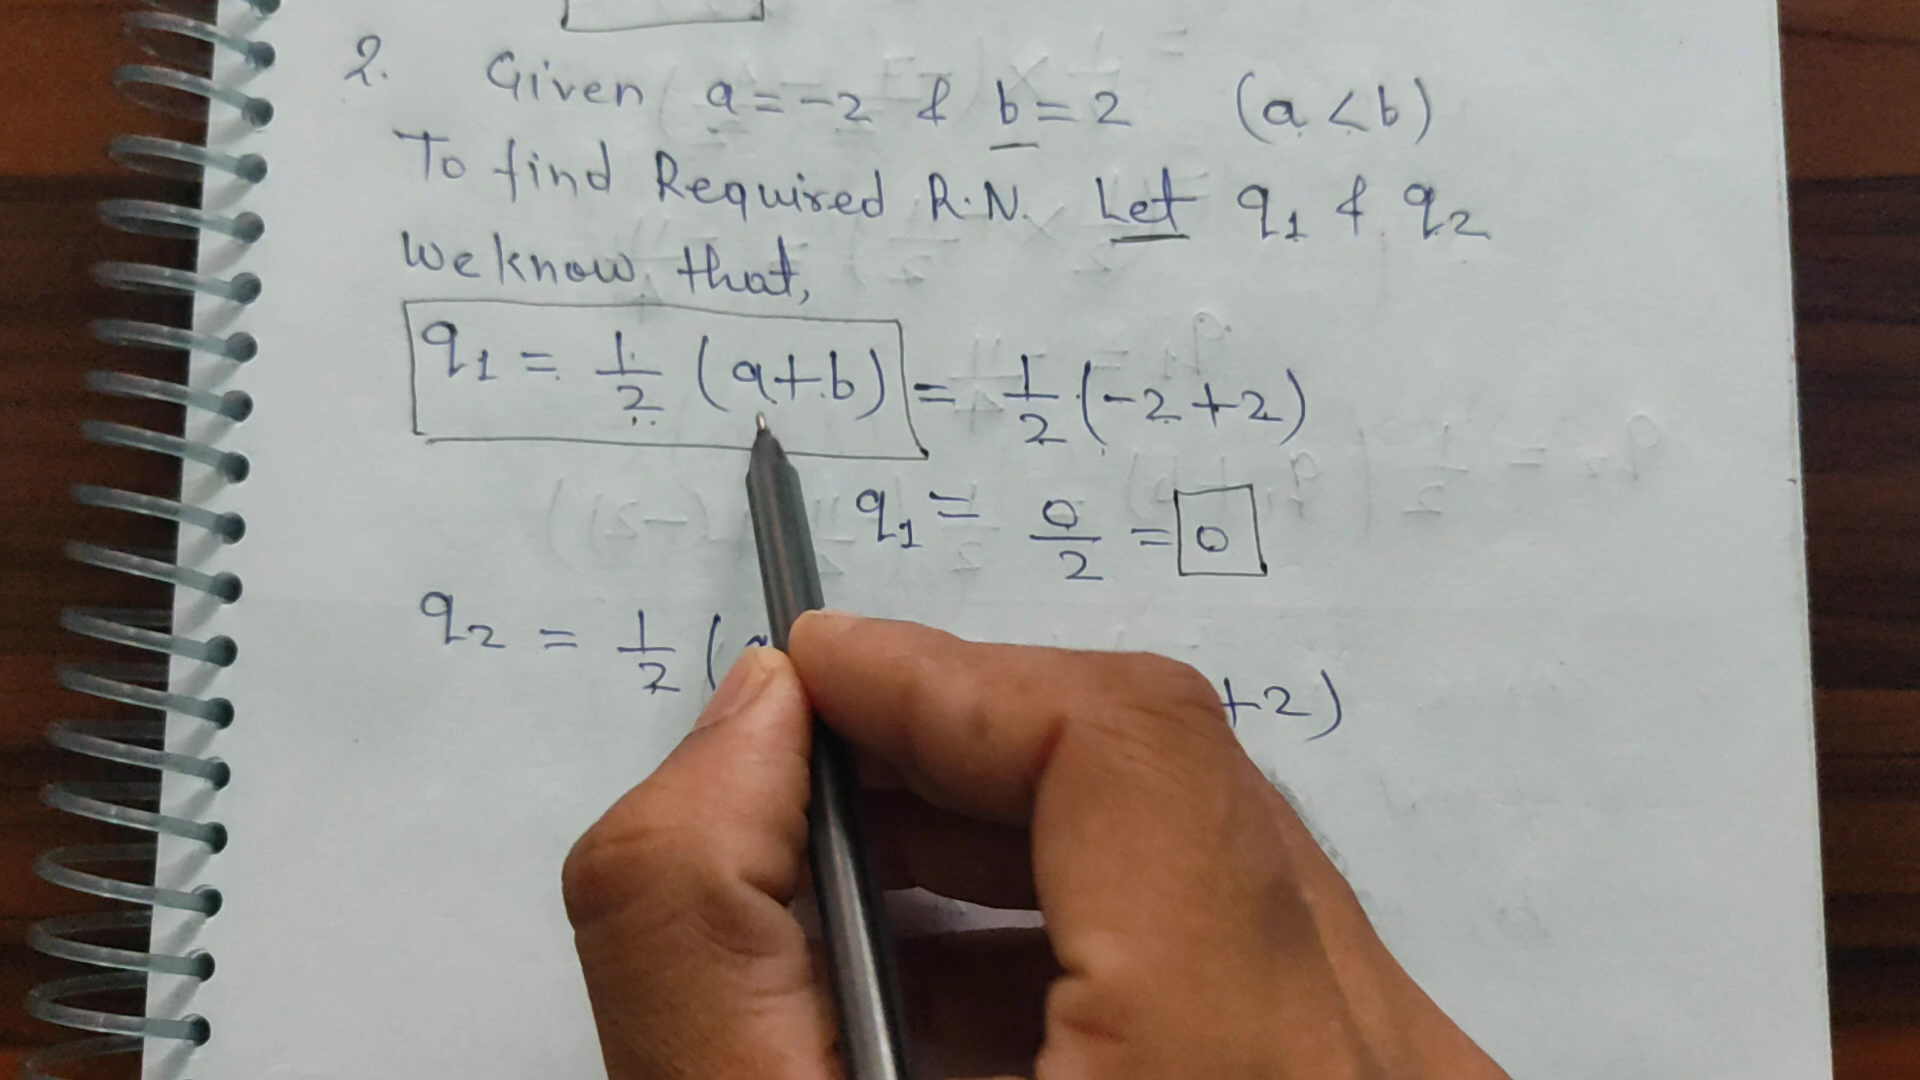 2. Given a=-2 & b=2 (a<b)
To find Required R.N. Let q₁ & q₂
We know that,
q₁ = 1/2 (a+b) = 1/2 (-2+2)
q₁ = 0/2 = 0
q₂ = 1/2 ( +2)